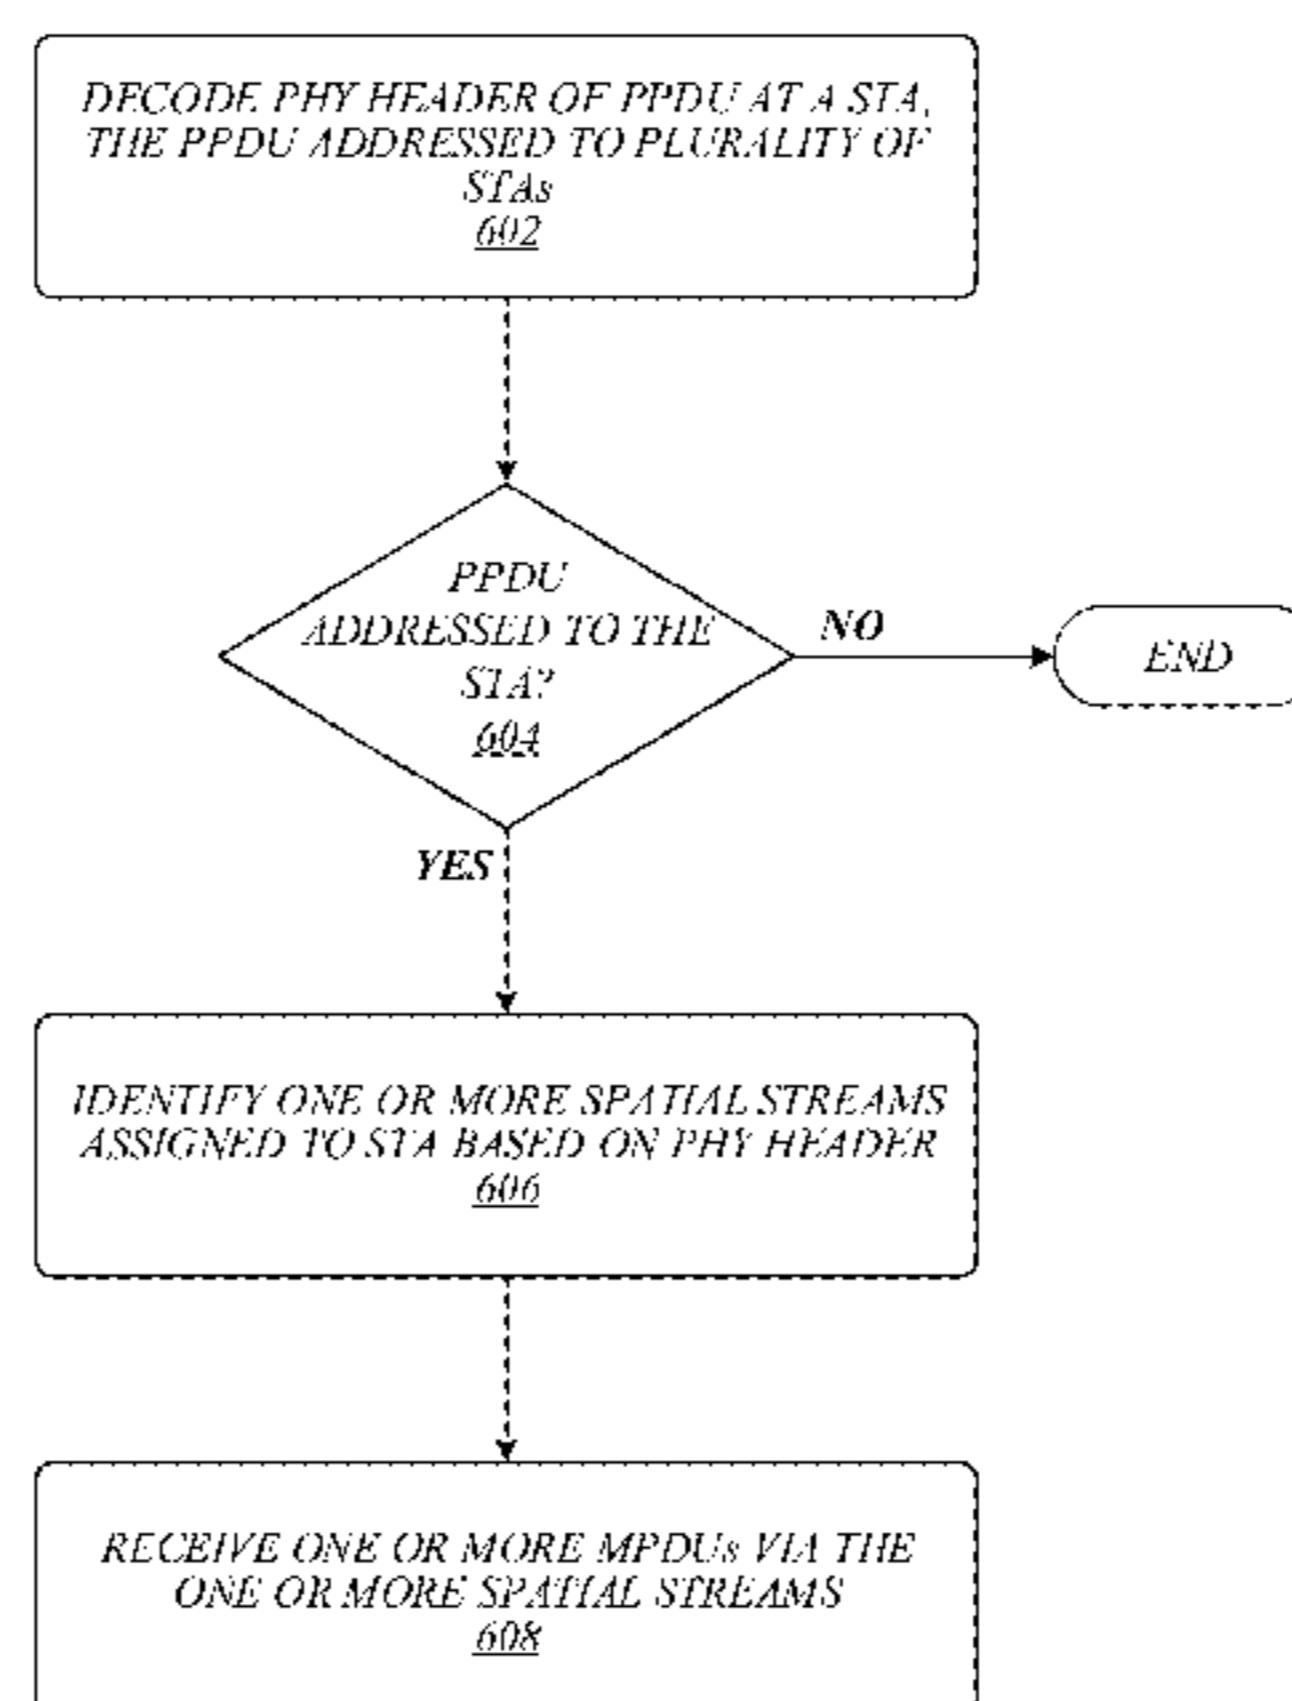 DECODE PHY HEADER OF PPDU AT A STA,
THE PPDU ADDRESSED TO PLURALITY OF
STAs
602
PPDU
ADDRESSED TO THE
STA?
604
NO
END
YES
IDENTIFY ONE OR MORE SPATIAL STREAMS
ASSIGNED TO STA BASED ON PHY HEADER
606
RECEIVE ONE OR MORE MPDUs VIA THE
ONE OR MORE SPATIAL STREAMS
608